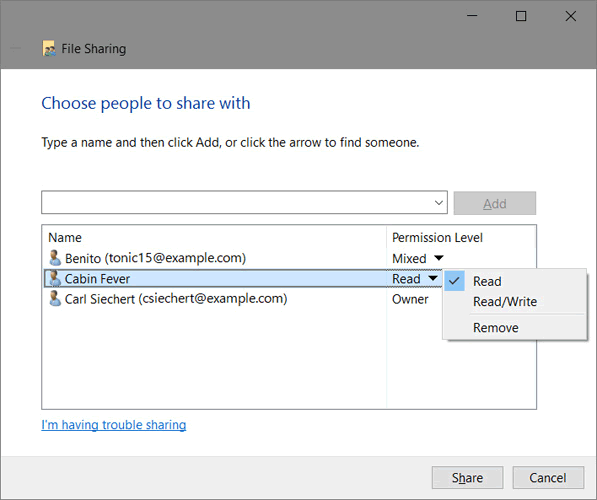 File Sharing
Choose people to share with
Type a name and then click Add, or click the arrow to find someone.
Add
Name Permission Level
Benito (tonic15@example.com) Mixed
Cabin Fever Read
Carl Siechert (csiechert@example.com) Owner
Read
Read/Write
Remove
I'm having trouble sharing
Share Cancel